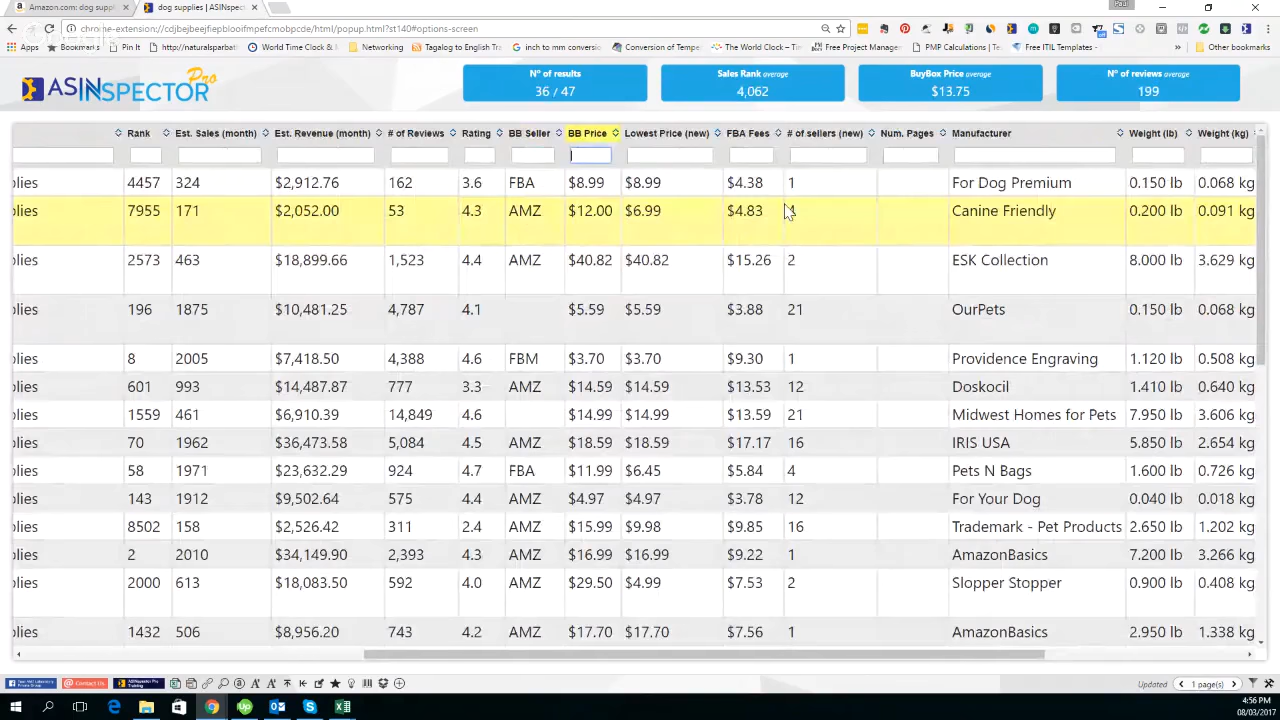 Amazon.com: dog suppli × dog supplies | ASINspect × Paul
chrome-extension://cdjbejbeejfiepblooifmpefcmobpcde/html/popup.html?st140#options-screen
Apps Bookmarks Pin It http://naturalsparbat World Time Clock Networking Tagalog to English Tra inch to mm conversi Conversion of Tempe The World Clock – Ti Free Project Manager PMP Calculations | Te Free ITIL Templates - » Other bookmarks
ASINSPECTOR Pro
Nº of results
36 / 47
Sales Rank average
4,062
BuyBox Price average
$13.75
Nº of reviews average
199
Rank Est. Sales (month) Est. Revenue (month) # of Reviews Rating BB Seller BB Price Lowest Price (new) FBA Fees # of sellers (new) Num. Pages Manufacturer Weight (lb) Weight (kg)
plies 4457 324 $2,912.76 162 3.6 FBA $8.99 $8.99 $4.38 1 For Dog Premium 0.150 lb 0.068 kg
plies 7955 171 $2,052.00 53 4.3 AMZ $12.00 $6.99 $4.83 Canine Friendly 0.200 lb 0.091 kg
plies 2573 463 $18,899.66 1,523 4.4 AMZ $40.82 $40.82 $15.26 2 ESK Collection 8.000 lb 3.629 kg
plies 196 1875 $10,481.25 4,787 4.1 $5.59 $5.59 $3.88 21 OurPets 0.150 lb 0.068 kg
plies 8 2005 $7,418.50 4,388 4.6 FBM $3.70 $3.70 $9.30 1 Providence Engraving 1.120 lb 0.508 kg
plies 601 993 $14,487.87 777 3.3 AMZ $14.59 $14.59 $13.53 12 Doskocil 1.410 lb 0.640 kg
plies 1559 461 $6,910.39 14,849 4.6 $14.99 $14.99 $13.59 21 Midwest Homes for Pets 7.950 lb 3.606 kg
plies 70 1962 $36,473.58 5,084 4.5 AMZ $18.59 $18.59 $17.17 16 IRIS USA 5.850 lb 2.654 kg
plies 58 1971 $23,632.29 924 4.7 FBA $11.99 $6.45 $5.84 4 Pets N Bags 1.600 lb 0.726 kg
plies 143 1912 $9,502.64 575 4.4 AMZ $4.97 $4.97 $3.78 12 For Your Dog 0.040 lb 0.018 kg
plies 8502 158 $2,526.42 311 2.4 AMZ $15.99 $9.98 $9.85 16 Trademark - Pet Products 2.650 lb 1.202 kg
plies 2 2010 $34,149.90 2,393 4.3 AMZ $16.99 $16.99 $9.22 1 AmazonBasics 7.200 lb 3.266 kg
plies 2000 613 $18,083.50 592 4.0 AMZ $29.50 $4.99 $7.53 2 Slopper Stopper 0.900 lb 0.408 kg
plies 1432 506 $8,956.20 743 4.2 AMZ $17.70 $17.70 $7.56 1 AmazonBasics 2.950 lb 1.338 kg
Contact Us ASINspector Pro Updated 1 page(s)
4:56 PM
08/03/2017